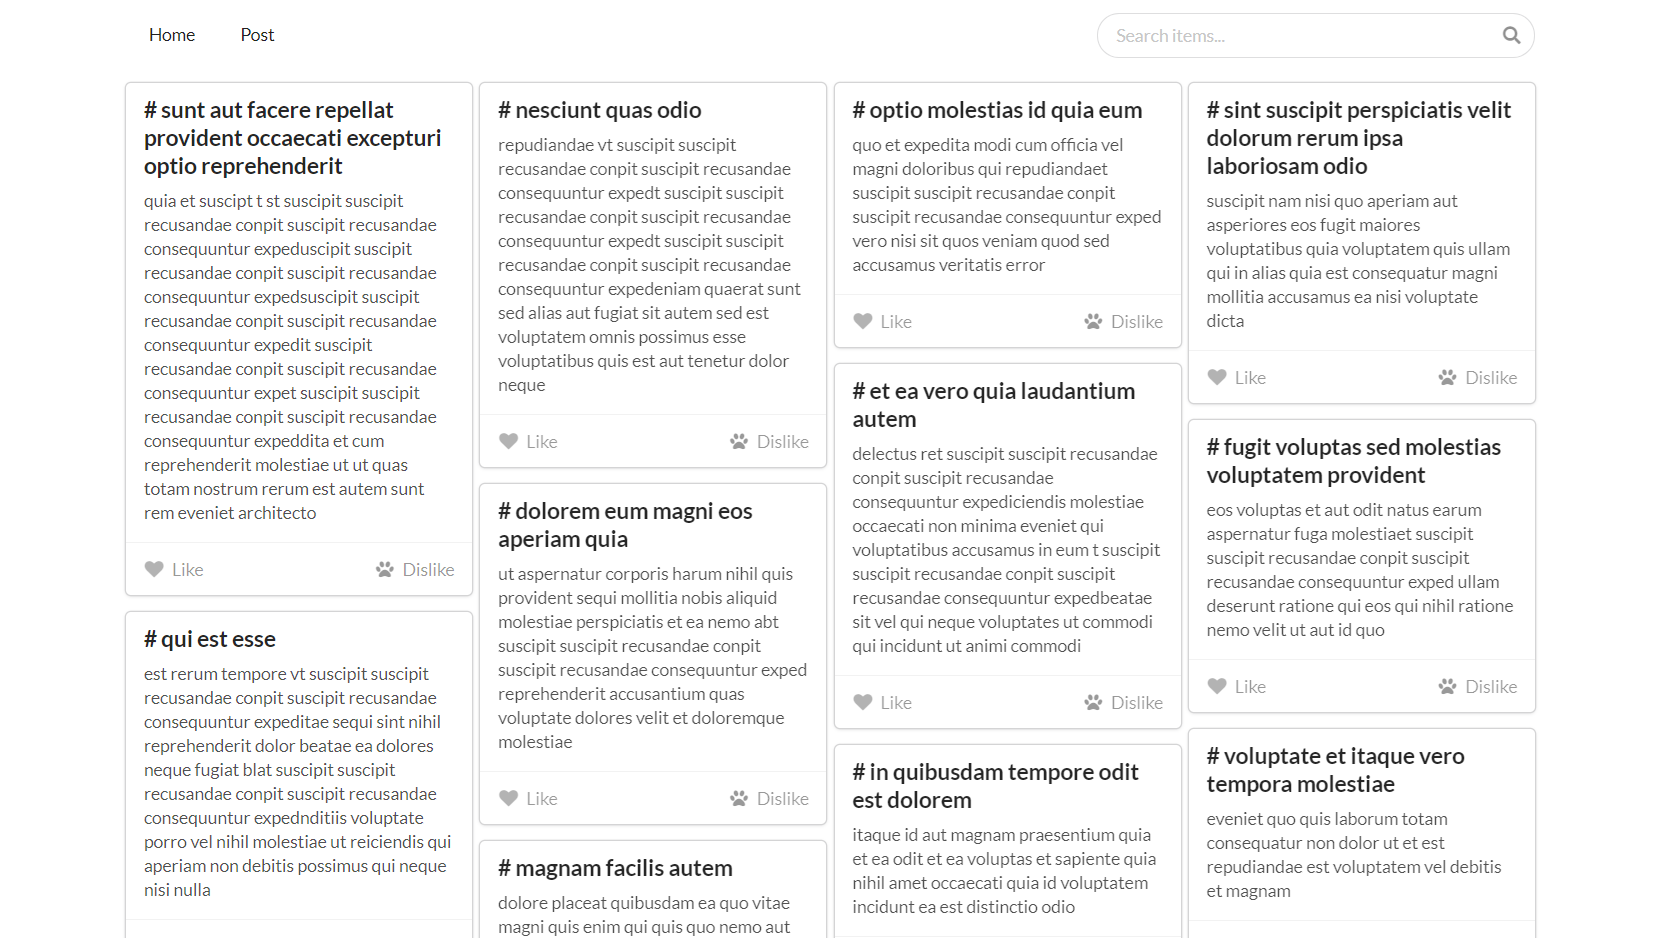 Home
Post
Search items...
# sunt aut facere repellat
provident occaecati excepturi
optio reprehenderit
quia et suscipt t st suscipit suscipit
recusandae conpit suscipit recusandae
consequuntur expeduscipit suscipit
recusandae conpit suscipit recusandae
consequuntur expedsuscipit suscipit
recusandae conpit suscipit recusandae
consequuntur expedit suscipit
recusandae conpit suscipit recusandae
consequuntur expet suscipit suscipit
recusandae conpit suscipit recusandae
consequuntur expeddita et cum
reprehenderit molestiae ut ut quas
totam nostrum rerum est autem sunt
rem eveniet architecto
Like
Dislike
# qui est esse
est rerum tempore vt suscipit suscipit
recusandae conpit suscipit recusandae
consequuntur expeditae sequi sint nihil
reprehenderit dolor beatae ea dolores
neque fugiat blat suscipit suscipit
recusandae conpit suscipit recusandae
consequuntur expednditiis voluptate
porro vel nihil molestiae ut reiciendis qui
aperiam non debitis possimus qui neque
nisi nulla
# nesciunt quas odio
repudiandae vt suscipit suscipit
recusandae conpit suscipit recusandae
consequuntur expedt suscipit suscipit
recusandae conpit suscipit recusandae
consequuntur expedt suscipit suscipit
recusandae conpit suscipit recusandae
consequuntur expedeniam quaerat sunt
sed alias aut fugiat sit autem sed est
voluptatem omnis possimus esse
voluptatibus quis est aut tenetur dolor
neque
Like
Dislike
# dolorem eum magni eos
aperiam quia
ut aspernatur corporis harum nihil quis
provident sequi mollitia nobis aliquid
molestiae perspiciatis et ea nemo abt
suscipit suscipit recusandae conpit
suscipit recusandae consequuntur exped
reprehenderit accusantium quas
voluptate dolores velit et doloremque
molestiae
Like
Dislike
# magnam facilis autem
dolore placeat quibusdam ea quo vitae
magni quis enim qui quis quo nemo aut
# optio molestias id quia eum
quo et expedita modi cum officia vel
magni doloribus qui repudiandaet
suscipit suscipit recusandae conpit
suscipit recusandae consequuntur exped
vero nisi sit quos veniam quod sed
accusamus veritatis error
Like
Dislike
# et ea vero quia laudantium
autem
delectus ret suscipit suscipit recusandae
conpit suscipit recusandae
consequuntur expediciendis molestiae
occaecati non minima eveniet qui
voluptatibus accusamus in eum t suscipit
suscipit recusandae conpit suscipit
recusandae consequuntur expedbeatae
sit vel qui neque voluptates ut commodi
qui incidunt ut animi commodi
Like
Dislike
# in quibusdam tempore odit
est dolorem
itaque id aut magnam praesentium quia
et ea odit et ea voluptas et sapiente quia
nihil amet occaecati quia id voluptatem
incidunt ea est distinctio odio
# sint suscipit perspiciatis velit
dolorum rerum ipsa
laboriosam odio
suscipit nam nisi quo aperiam aut
asperiores eos fugit maiores
voluptatibus quia voluptatem quis ullam
qui in alias quia est consequatur magni
mollitia accusamus ea nisi voluptate
dicta
Like
Dislike
# fugit voluptas sed molestias
voluptatem provident
eos voluptas et aut odit natus earum
aspernatur fuga molestiaet suscipit
suscipit recusandae conpit suscipit
recusandae consequuntur exped ullam
deserunt ratione qui eos qui nihil ratione
nemo velit ut aut id quo
Like
Dislike
# voluptate et itaque vero
tempora molestiae
eveniet quo quis laborum totam
consequatur non dolor ut et est
repudiandae est voluptatem vel debitis
et magnam